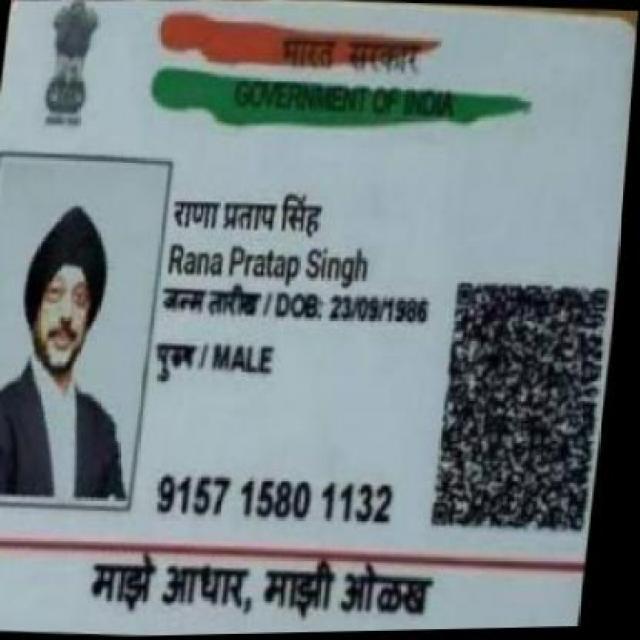 भारत सरकार
GOVERNMENT OF INDIA
राणा प्रताप सिंह
Rana Pratap Singh
जन्म तारीख / DOB: 23/09/1986
पुरुष / MALE
9157 1580 1132
माझे आधार, माझी ओळख